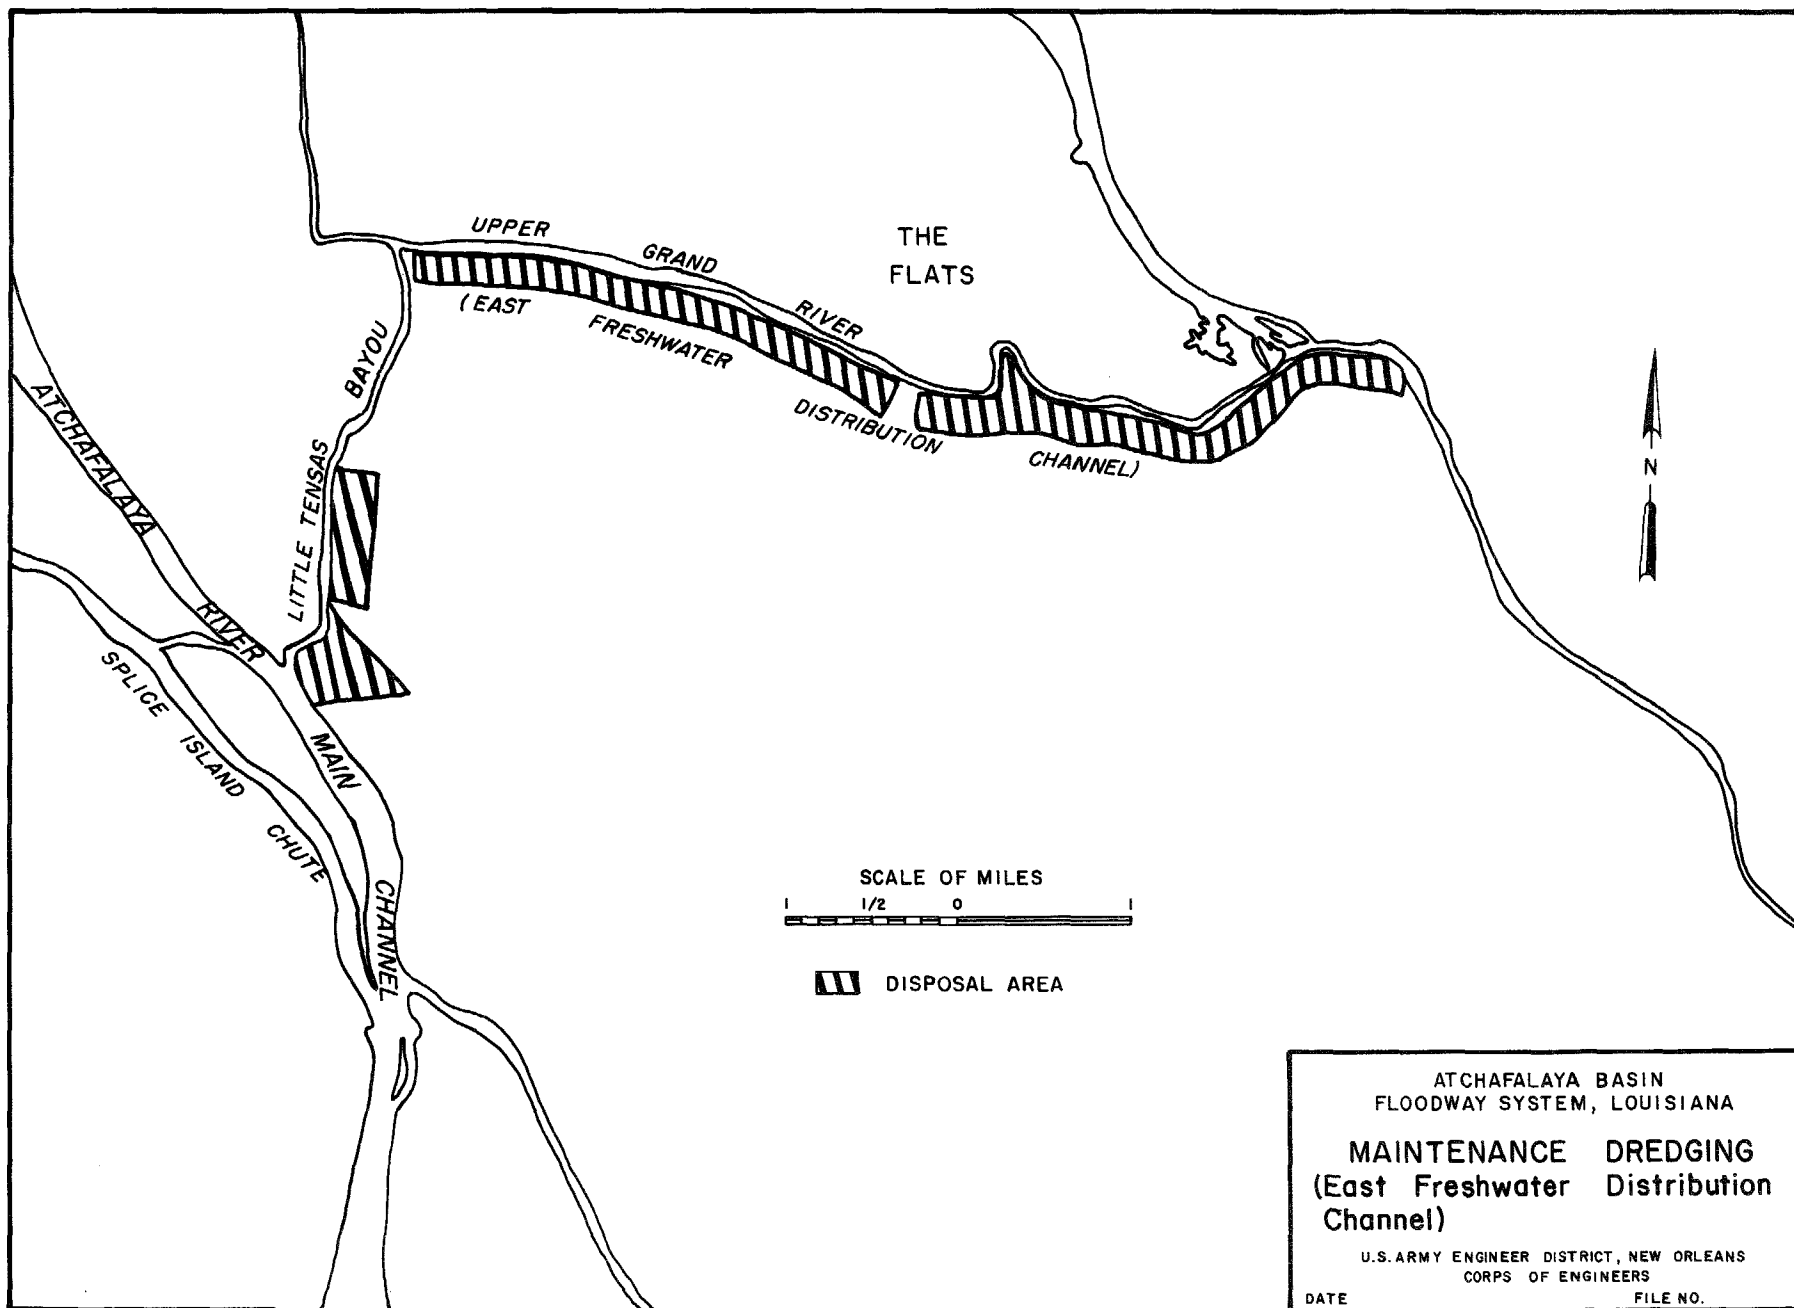 UPPER GRAND RIVER
(EAST FRESHWATER DISTRIBUTION CHANNEL)
THE
FLATS
LITTLE TENSAS BAYOU
ATCHAFALAYA RIVER
MAIN CHANNEL
SPLICE ISLAND CHUTE
N
SCALE OF MILES
1 1/2 0 1
DISPOSAL AREA
ATCHAFALAYA BASIN
FLOODWAY SYSTEM, LOUISIANA
MAINTENANCE DREDGING
(East Freshwater Distribution
Channel)
U.S. ARMY ENGINEER DISTRICT, NEW ORLEANS
CORPS OF ENGINEERS
DATE FILE NO.